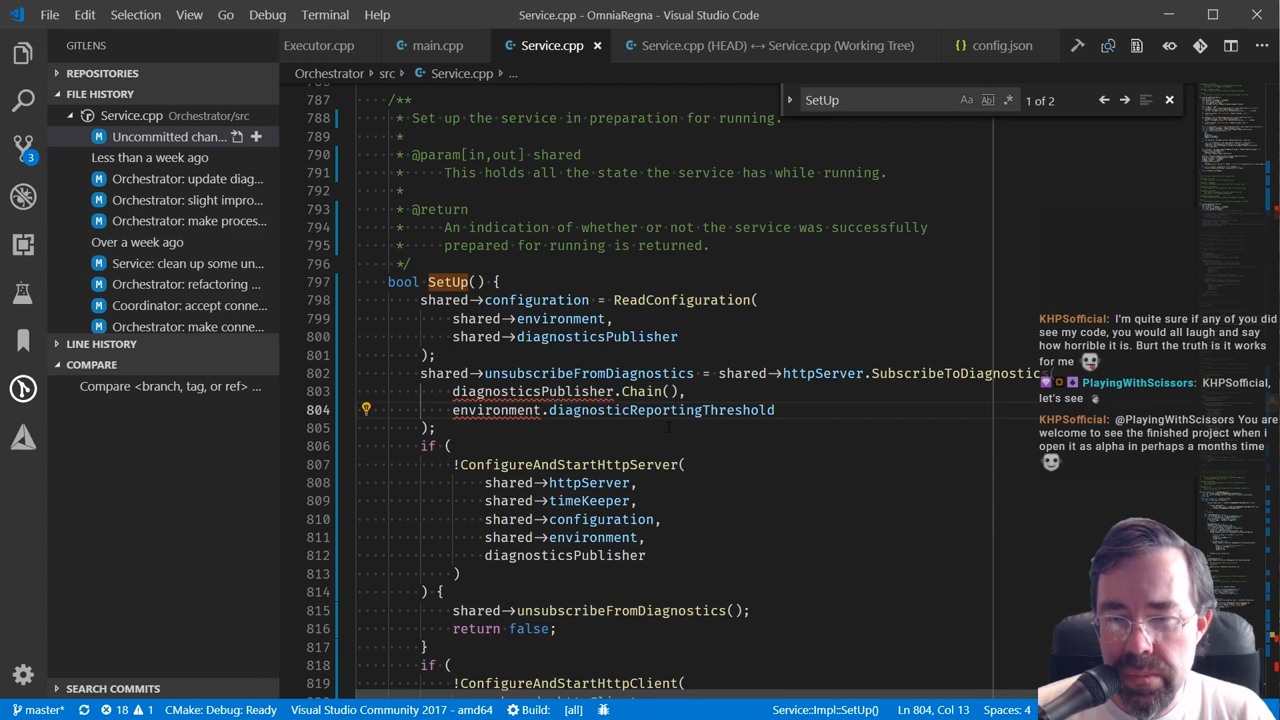 File Edit Selection View Go Debug Terminal Help
Service.cpp - OmniaRegna - Visual Studio Code
GITLENS
Executor.cpp main.cpp Service.cpp Service.cpp (HEAD) ↔ Service.cpp (Working Tree) config.json
REPOSITORIES
FILE HISTORY
Service.cpp Orchestrator/src
M Uncommitted chan...
Less than a week ago
M Orchestrator: update diag...
M Orchestrator: slight impro...
M Orchestrator: make proces...
Over a week ago
M Service: clean up some un...
M Orchestrator: refactoring ...
M Coordinator: accept conne...
M Orchestrator: make conne...
LINE HISTORY
COMPARE
Compare <branch, tag, or ref> ...
SEARCH COMMITS
3
Orchestrator › src › Service.cpp › ...
SetUp Aa Abl .* 1 of 2
787 /**
788 * Set up the service in preparation for running.
789 *
790 * @param[in,out] shared
791 * This holds all the state the service has while running.
792 *
793 * @return
794 * An indication of whether or not the service was successfully
795 * prepared for running is returned.
796 */
797 bool SetUp() {
798 shared->configuration = ReadConfiguration(
799 shared->environment,
800 shared->diagnosticsPublisher
801 );
802 shared->unsubscribeFromDiagnostics = shared->httpServer.SubscribeToDiagnostics(
803 diagnosticsPublisher.Chain(),
804 environment.diagnosticReportingThreshold
805 );
806 if (
807 !ConfigureAndStartHttpServer(
808 shared->httpServer,
809 shared->timeKeeper,
810 shared->configuration,
811 shared->environment,
812 diagnosticsPublisher
813 )
814 ) {
815 shared->unsubscribeFromDiagnostics();
816 return false;
817 }
818 if (
819 !ConfigureAndStartHttpClient(
KHPSofficial: I'm quite sure if any of you did
see my code, you would all laugh and say
how horrible it is. Burt the truth is it works
for me
PlayingWithScissors: KHPSofficial,
let's see
KHPSofficial: @PlayingWithScissors You are
welcome to see the finished project when i
open it as alpha in perhaps a months time
master* 18 1 CMake: Debug: Ready Visual Studio Community 2017 - amd64 Build: [all] Service::Impl::SetUp() Ln 804, Col 13 Spaces: 4